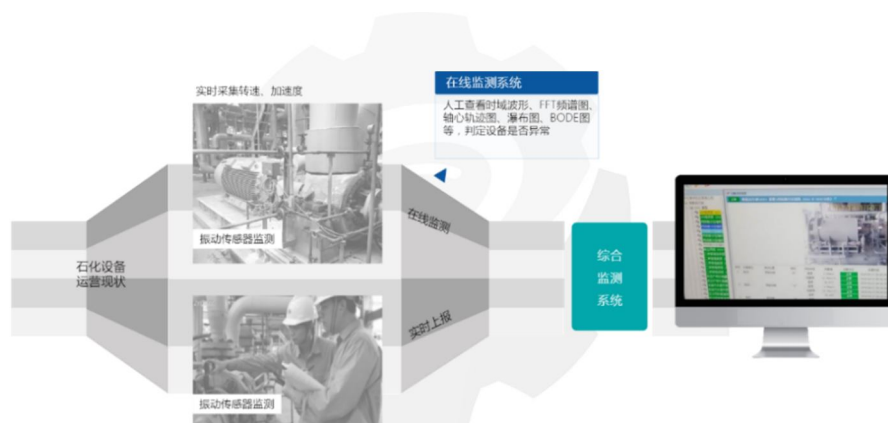 实时采集转速、加速度
在线监测系统
人工查看时域波形、FFT频谱图、
轴心轨迹图、瀑布图、BODE图
等，判定设备是否异常
在线监测
振动传感器监测
石化设备
运营现状
综合
监测
系统
实时上报
振动传感器监测